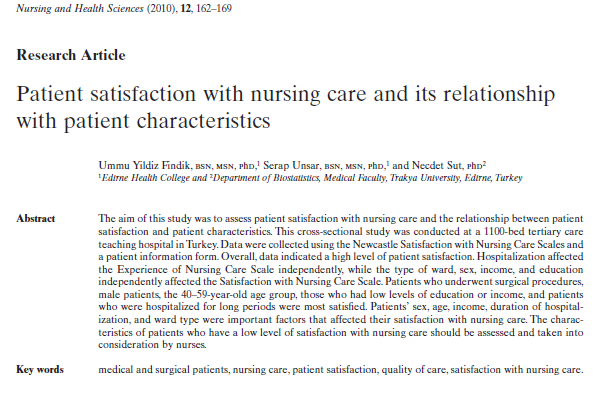 Nursing and Health Sciences (2010), 12, 162–169
Research Article
Patient satisfaction with nursing care and its relationship
with patient characteristics
Ummu Yildiz Findik, BSN, MSN, PhD,¹ Serap Unsar, BSN, MSN, PhD,¹ and Necdet Sut, PhD²
¹Edirne Health College and ²Department of Biostatistics, Medical Faculty, Trakya University, Edirne, Turkey
Abstract The aim of this study was to assess patient satisfaction with nursing care and the relationship between patient
satisfaction and patient characteristics. This cross-sectional study was conducted at a 1100-bed tertiary care
teaching hospital in Turkey. Data were collected using the Newcastle Satisfaction with Nursing Care Scales and
a patient information form. Overall, data indicated a high level of patient satisfaction. Hospitalization affected
the Experience of Nursing Care Scale independently, while the type of ward, sex, income, and education
independently affected the Satisfaction with Nursing Care Scale. Patients who underwent surgical procedures,
male patients, the 40–59-year-old age group, those who had low levels of education or income, and patients
who were hospitalized for long periods were most satisfied. Patients' sex, age, income, duration of hospital-
ization, and ward type were important factors that affected their satisfaction with nursing care. The charac-
teristics of patients who have a low level of satisfaction with nursing care should be assessed and taken into
consideration by nurses.
Key words medical and surgical patients, nursing care, patient satisfaction, quality of care, satisfaction with nursing care.